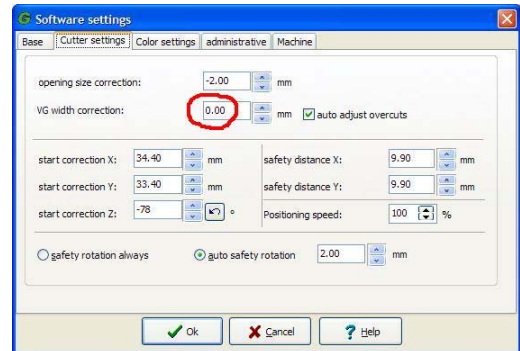 Software settings
Base Cutter settings Color settings administrative Machine
opening size correction: -2.00 mm
VG width correction: 0.00 mm auto adjust overcuts
start correction X: 34.40 mm safety distance X: 9.90 mm
start correction Y: 33.40 mm safety distance Y: 9.90 mm
start correction Z: -78 ° Positioning speed: 100 %
safety rotation always auto safety rotation 2.00 mm
Ok Cancel Help